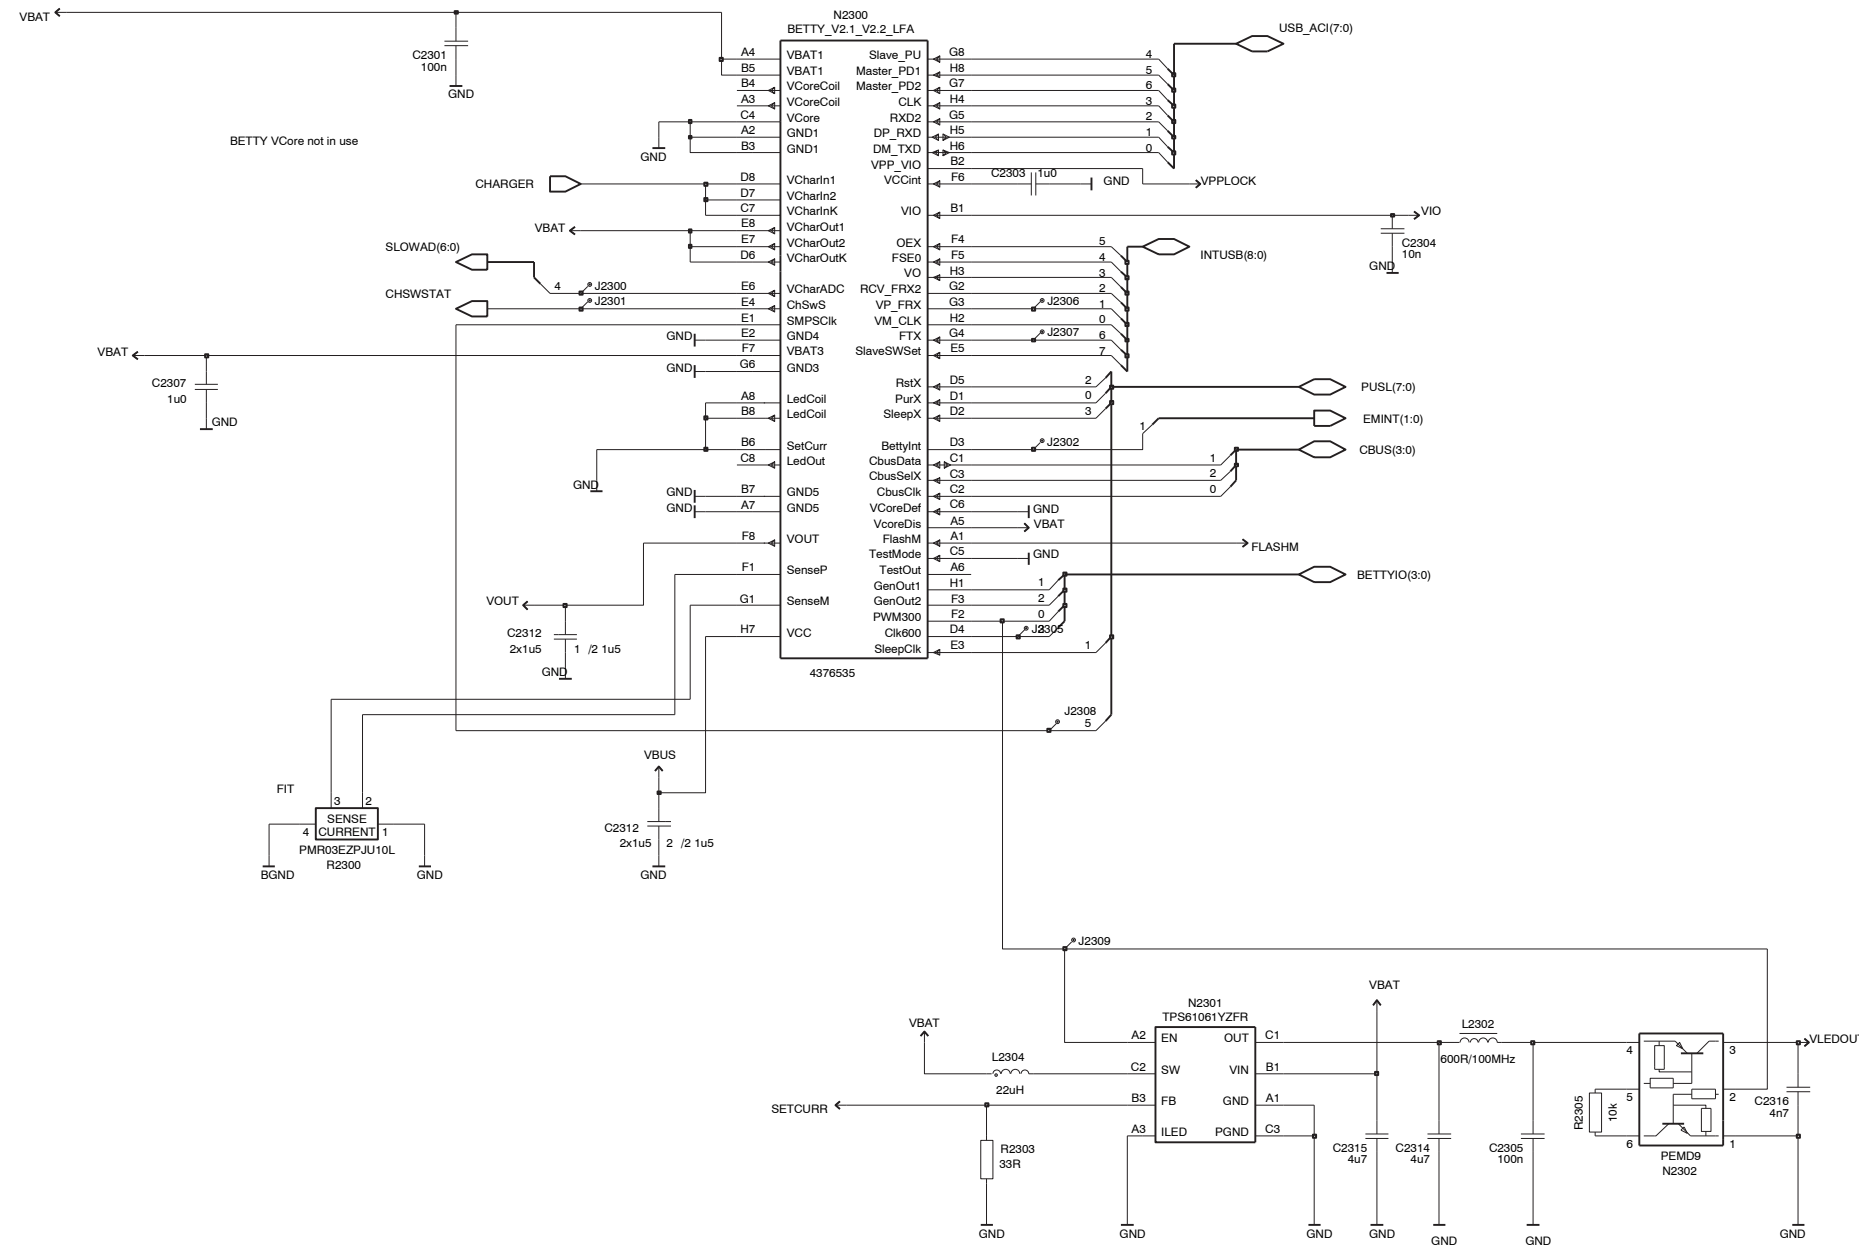 VBAT
C2301
100n
GND
BETTY VCore not in use
N2300
BETTY_V2.1_V2.2_LFA
USB_ACI(7:0)
A4 VBAT1 Slave_PU G8 4
B5 VBAT1 Master_PD1 H8 5
B4 VCoreCoil Master_PD2 G7 6
A3 VCoreCoil CLK H4 3
C4 VCore RXD2 G5 2
A2 GND1 DP_RXD H5 1
B3 GND1 DM_TXD H6 0
GND
VPP_VIO B2
CHARGER D8 VCharIn1 VCCint F6 C2303 1u0 GND VPPLOCK
D7 VCharIn2
C7 VCharInK VIO B1 VIO
VBAT E8 VCharOut1
C2304
10n
GND
SLOWAD(6:0) E7 VCharOut2 OEX F4 5 INTUSB(8:0)
D6 VCharOutK FSE0 F5 4
VO H3 3
4 J2300 E6 VCharADC RCV_FRX2 G2 2
CHSWSTAT J2301 E4 ChSwS VP_FRX G3 J2306 1
E1 SMPSClk VM_CLK H2 0
GND E2 GND4 FTX G4 J2307 6
VBAT F7 VBAT3 SlaveSWSet E5 7
GND G6 GND3
C2307
1u0
GND
RstX D5 2 PUSL(7:0)
A8 LedCoil PurX D1 0
B8 LedCoil SleepX D2 3 EMINT(1:0)
1
B6 SetCurr BettyInt D3 J2302 CBUS(3:0)
C8 LedOut CbusData C1 1
CbusSelX C3 2
GND
GND B7 GND5 CbusClk C2 0
GND A7 GND5 VCoreDef C6 GND
VcoreDis A5 VBAT
F8 VOUT FlashM A1 FLASHM
TestMode C5 GND
F1 SenseP TestOut A6 BETTYIO(3:0)
GenOut1 H1 1
VOUT G1 SenseM GenOut2 F3 2
PWM300 F2 0
H7 VCC Clk600 D4 J2305 3
SleepClk E3 1
C2312
2x1u5 1 /2 1u5
GND
4376535
J2308
5
VBUS
FIT
3 2
SENSE
4 CURRENT 1
PMR03EZPJU10L
R2300
BGND
GND
C2312
2x1u5 2 /2 1u5
GND
J2309
VBAT
VBAT
N2301
TPS61061YZFR
A2 EN OUT C1
L2304
22uH
C2 SW VIN B1
SETCURR B3 FB GND A1
A3 ILED PGND C3
R2303
33R
L2302
600R/100MHz
4 3 VLEDOUT
5 2
6 1
R2305
10k
C2316
4n7
C2315
4u7
C2314
4u7
C2305
100n
PEMD9
N2302
GND
GND
GND
GND
GND
GND
GND